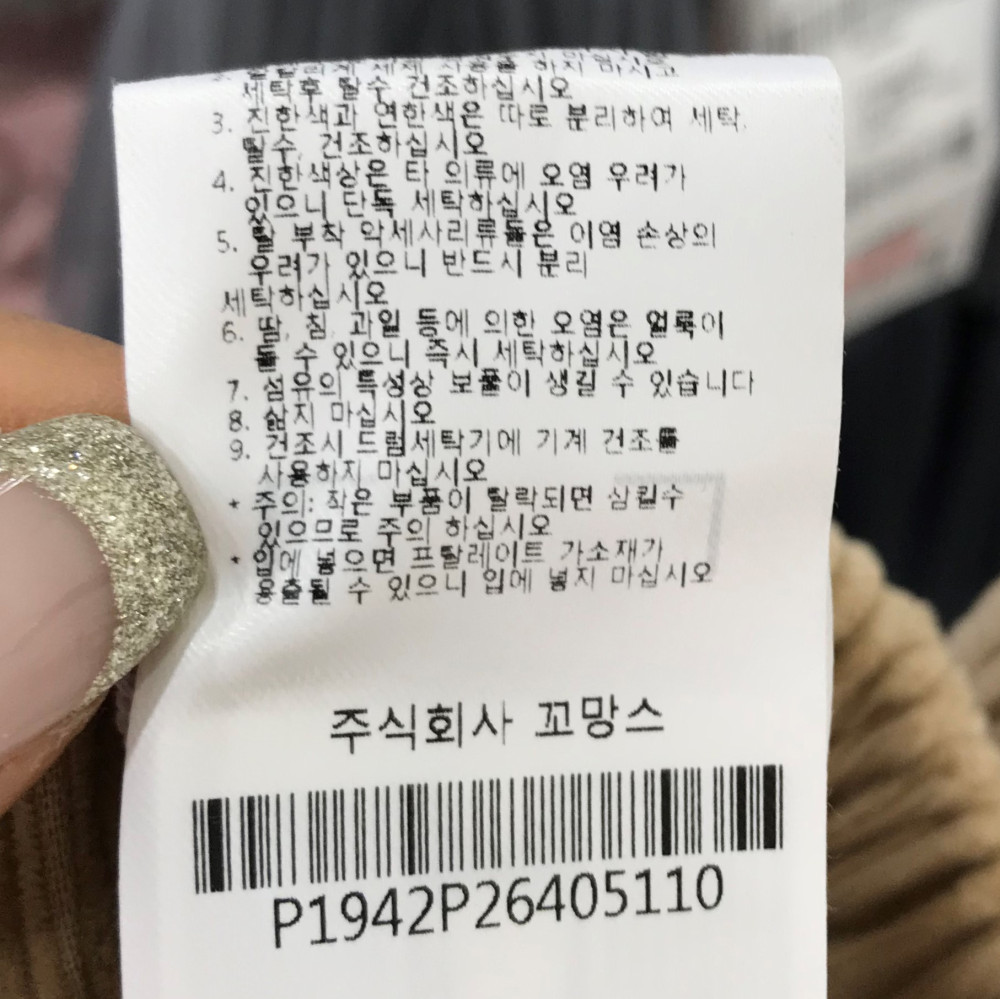 하지 마시고
세탁후 탈수 건조하십시오
3. 진한색과 연한색은 따로 분리하여 세탁,
탈수, 건조하십시오
4. 진한색상은 타 의류에 오염 우려가
있으니 단독 세탁하십시오
5. 부착 악세사리류들은 이염 손상의
우려가 있으니 반드시 분리
세탁하십시오
6. 땀, 침, 과일 등에 의한 오염은 얼룩이
될 수 있으니 즉시 세탁하십시오
7. 섬유의 특성상 보풀이 생길 수 있습니다
8. 삶지 마십시오
9. 건조시 드럼세탁기에 기계 건조를
사용하지 마십시오
* 주의: 작은 부품이 탈락되면 삼킬수
있으므로 주의 하십시오
* 입에 넣으면 프탈레이트 가소재가
용출될 수 있으니 입에 넣지 마십시오
주식회사 꼬망스
P1942P26405110